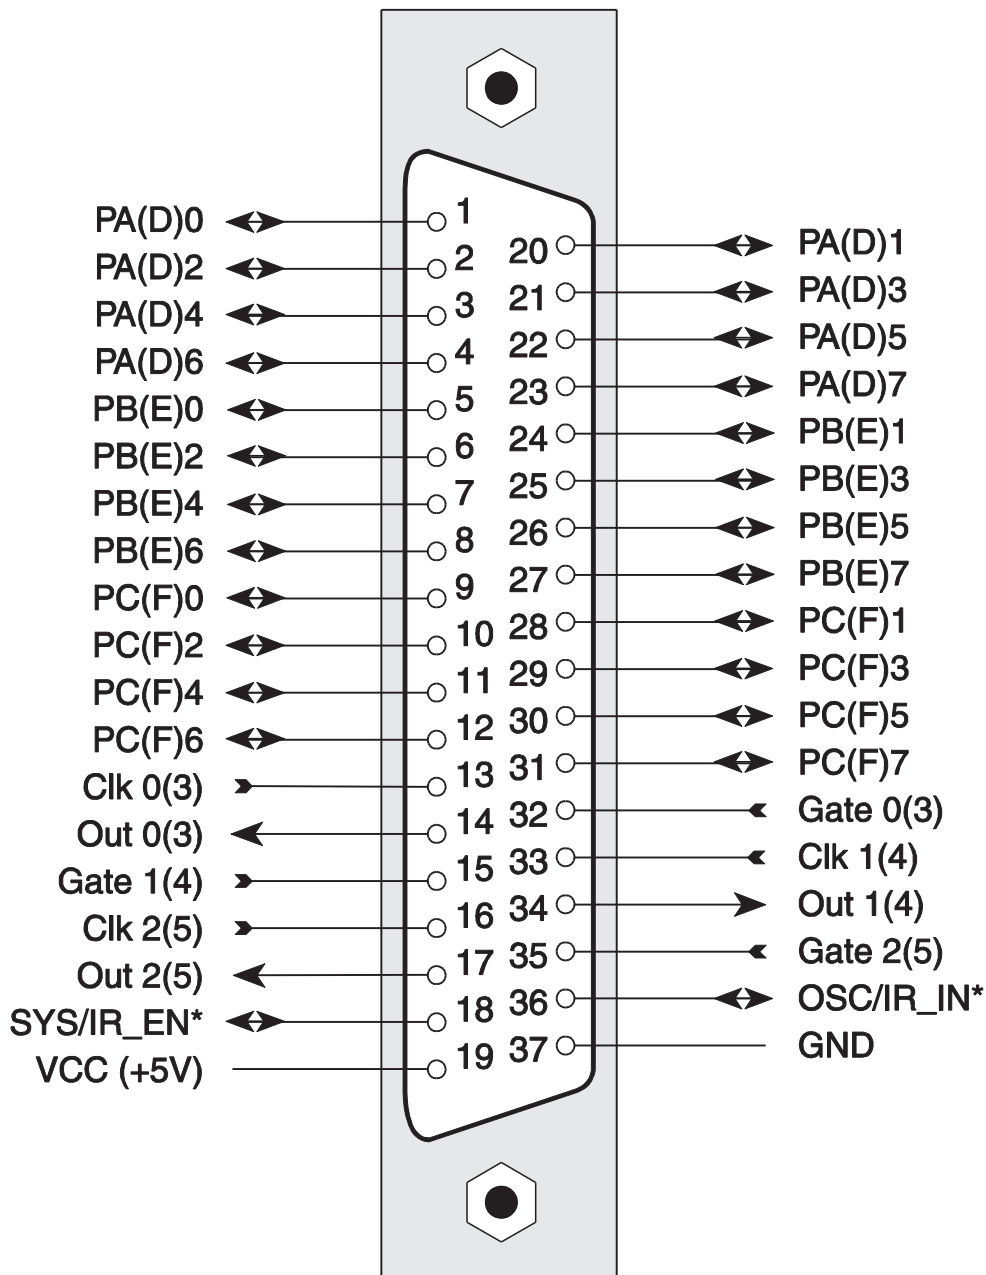 PA(D)0 1
20 PA(D)1
PA(D)2 2
21 PA(D)3
PA(D)4 3
22 PA(D)5
PA(D)6 4
23 PA(D)7
PB(E)0 5
24 PB(E)1
PB(E)2 6
25 PB(E)3
PB(E)4 7
26 PB(E)5
PB(E)6 8
27 PB(E)7
PC(F)0 9
28 PC(F)1
PC(F)2 10
29 PC(F)3
PC(F)4 11
30 PC(F)5
PC(F)6 12
31 PC(F)7
Clk 0(3) 13
32 Gate 0(3)
Out 0(3) 14
33 Clk 1(4)
Gate 1(4) 15
34 Out 1(4)
Clk 2(5) 16
35 Gate 2(5)
Out 2(5) 17
36 OSC/IR_IN*
SYS/IR_EN* 18
37 GND
VCC (+5V) 19